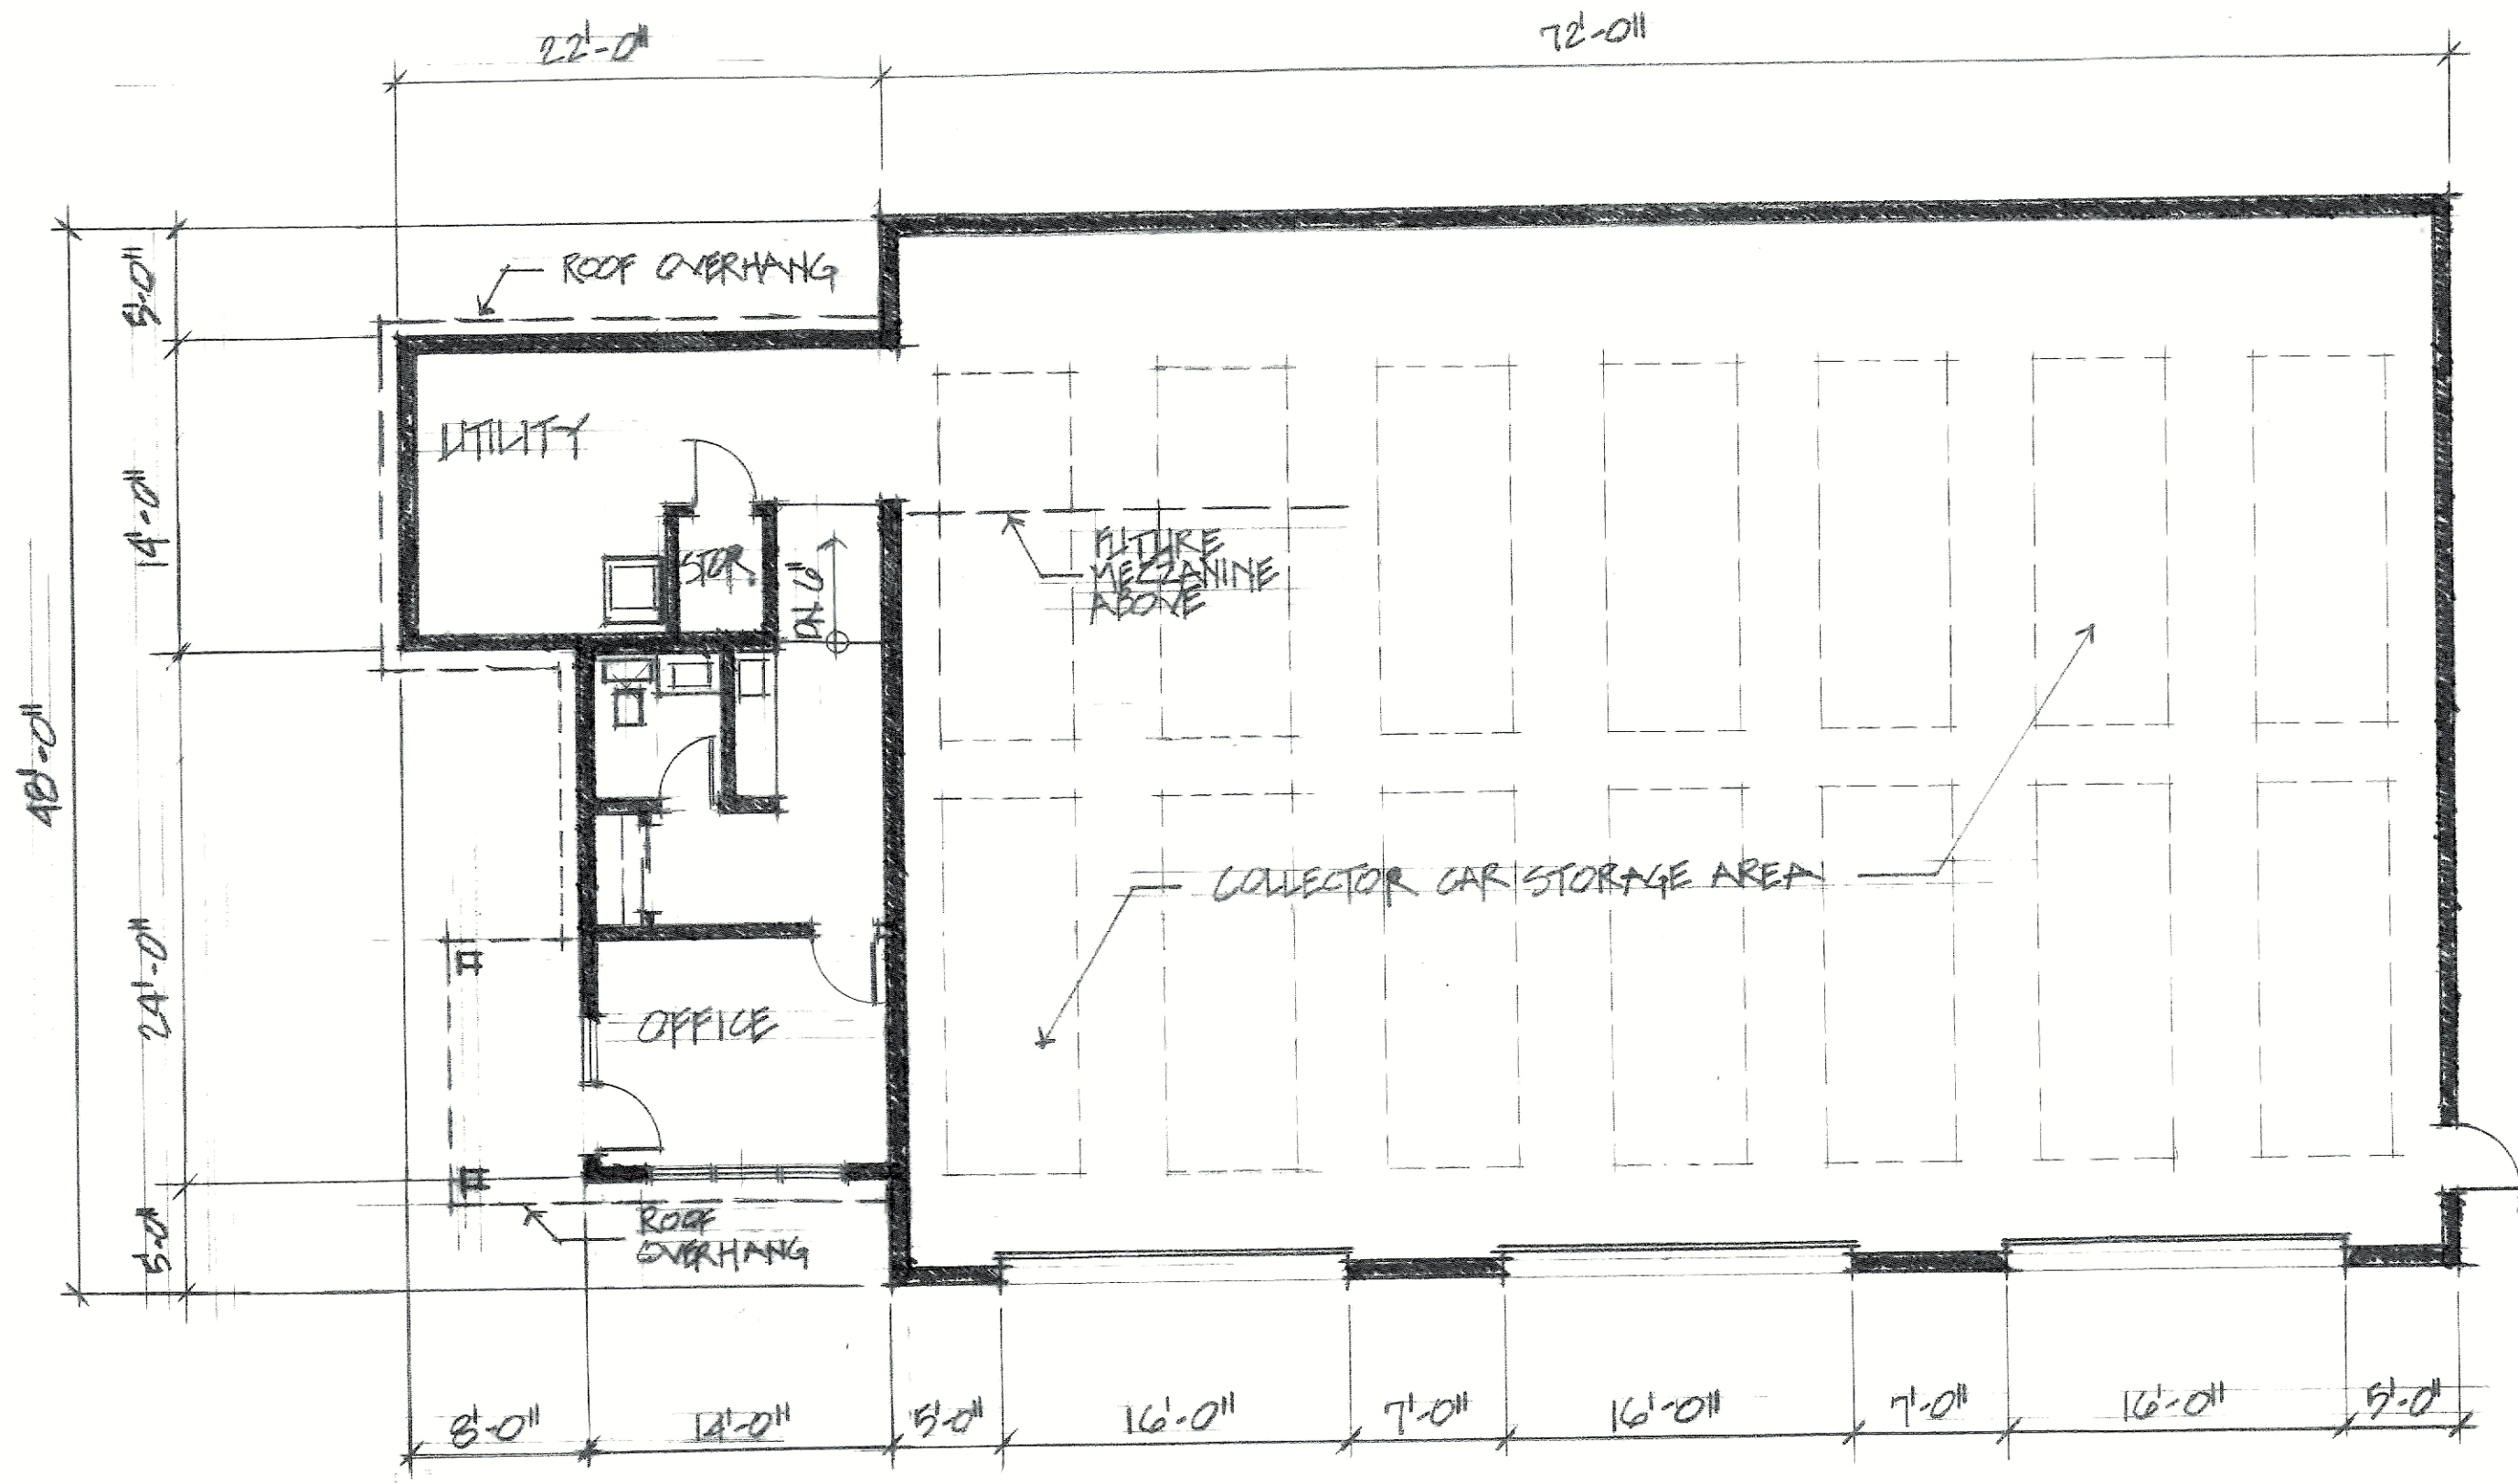 22'-0"
72'-0"
ROOF OVERHANG
5'-0"
14'-0"
48'-0"
24'-0"
5'-0"
UTILITY
STOR
DN. 6"
FUTURE
MEZZANINE
ABOVE
COLLECTOR CAR STORAGE AREA
OFFICE
ROOF
OVERHANG
8'-0"
14'-0"
5'-0"
16'-0"
7'-0"
16'-0"
7'-0"
16'-0"
5'-0"